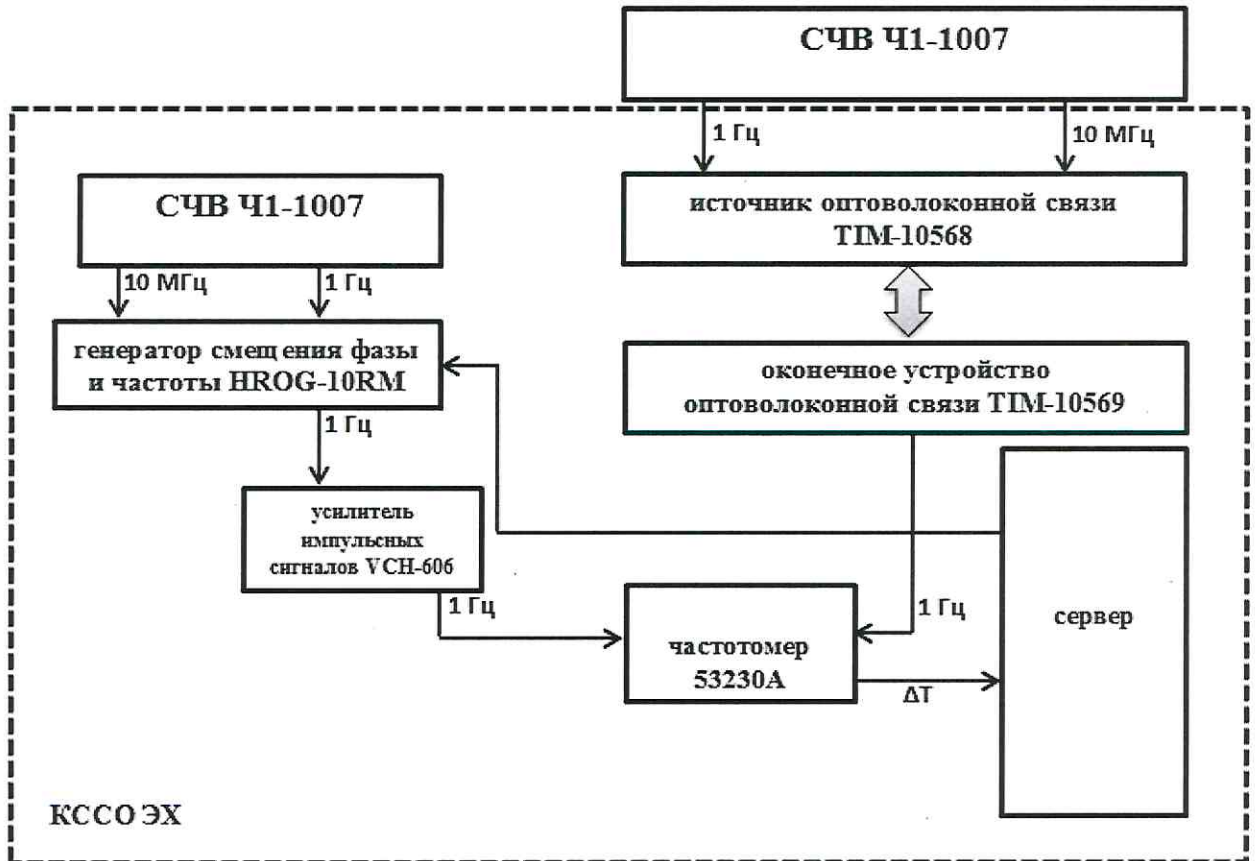 СЧВ Ч1-1007
1 Гц
10 МГц
источник оптоволоконной связи
TIM-10568
СЧВ Ч1-1007
10 МГц
1 Гц
генератор смещения фазы
и частоты HROG-10RM
1 Гц
оконечное устройство
оптоволоконной связи TIM-10569
усилитель
импульсных
сигналов VCH-606
1 Гц
1 Гц
частотомер
53230A
ΔT
сервер
КССО ЭХ